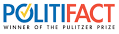 POLITIFACT
WINNER OF THE PULITZER PRIZE